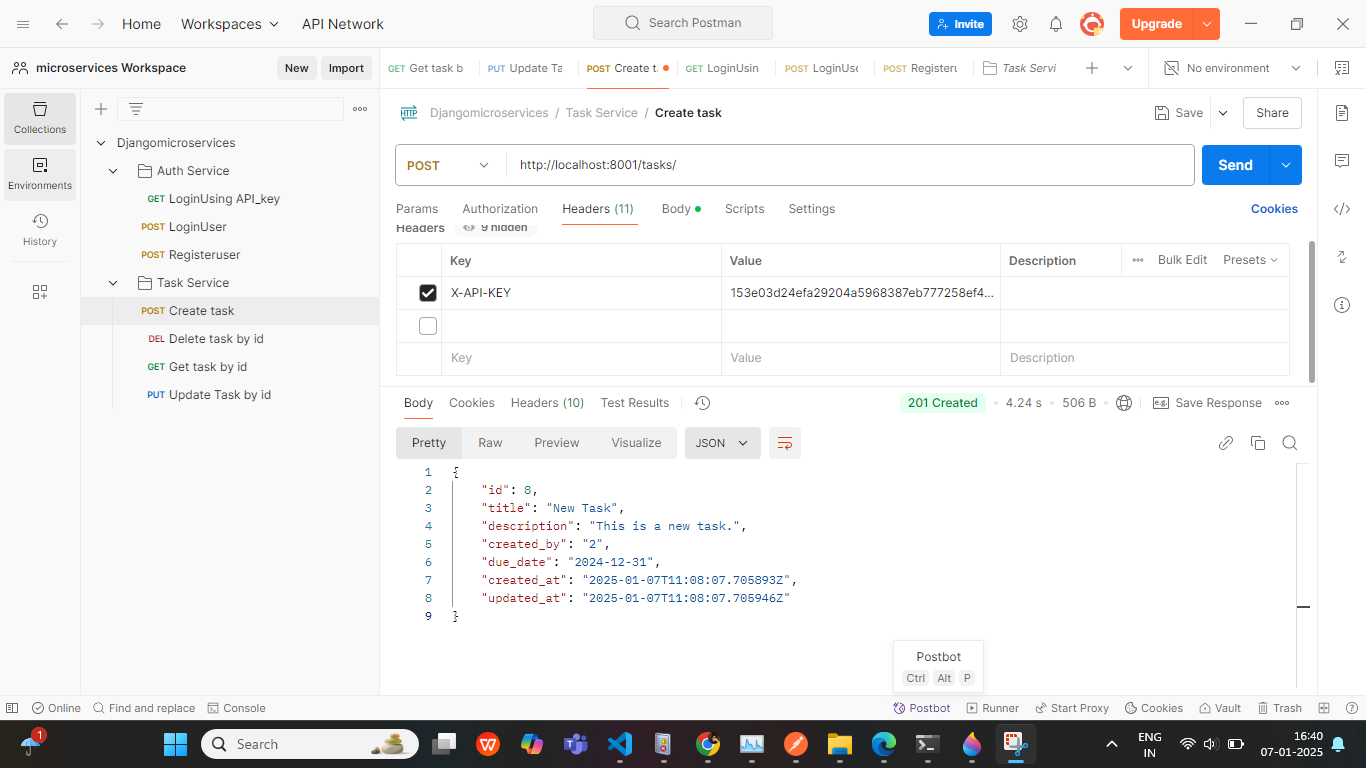 Home Workspaces API Network Search Postman Invite Upgrade
microservices Workspace New Import
GET Get task b PUT Update Ta POST Create t. GET LoginUsin POST LoginUse POST Registeru Task Servi No environment
Collections
Environments
History
Djangomicroservices
Auth Service
GET LoginUsing API_key
POST LoginUser
POST Registeruser
Task Service
POST Create task
DEL Delete task by id
GET Get task by id
PUT Update Task by id
HTTP Djangomicroservices / Task Service / Create task Save Share
POST http://localhost:8001/tasks/ Send
Params Authorization Headers (11) Body Scripts Settings Cookies
Headers 9 hidden
Key Value Description Bulk Edit Presets
X-API-KEY 153e03d24efa29204a5968387eb777258ef4...
Key Value Description
Body Cookies Headers (10) Test Results 201 Created 4.24 s 506 B e.g. Save Response
Pretty Raw Preview Visualize JSON
1 {
2 "id": 8,
3 "title": "New Task",
4 "description": "This is a new task.",
5 "created_by": "2",
6 "due_date": "2024-12-31",
7 "created_at": "2025-01-07T11:08:07.705893Z",
8 "updated_at": "2025-01-07T11:08:07.705946Z"
9 }
Postbot
Ctrl Alt P
Online Find and replace Console Postbot Runner Start Proxy Cookies Vault Trash
1 Search ENG IN 16:40 07-01-2025